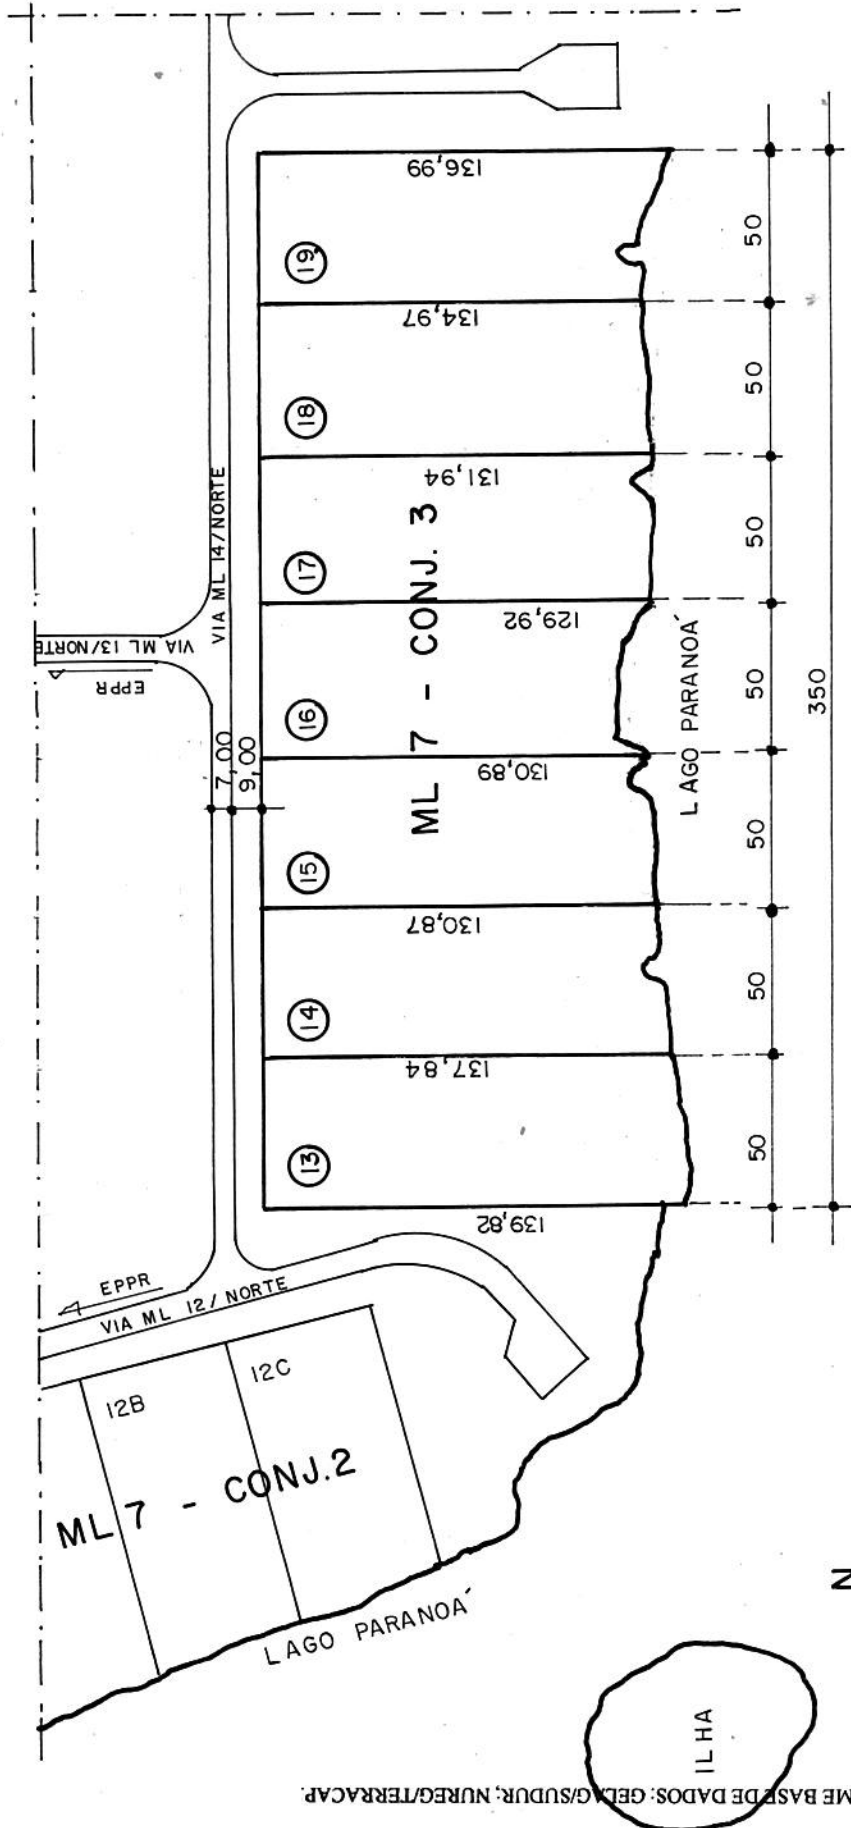 136,99
19
134,97
18
131,94
17
129,92
16
130,89
15
130,87
14
137,84
13
139,82
ML 7 - CONJ. 3
VIA ML 14/NORTE
VIA ML 13/NORTE
EPPR
7,00
9,00
LAGO PARANOÁ
50
50
50
50
50
50
50
350
EPPR
VIA ML 12/NORTE
12B
12C
ML 7 - CONJ.2
LAGO PARANOÁ
N
ILHA
ME BASE DE DADOS: GELAG/SUDUR; NUREG/TERRACAP.